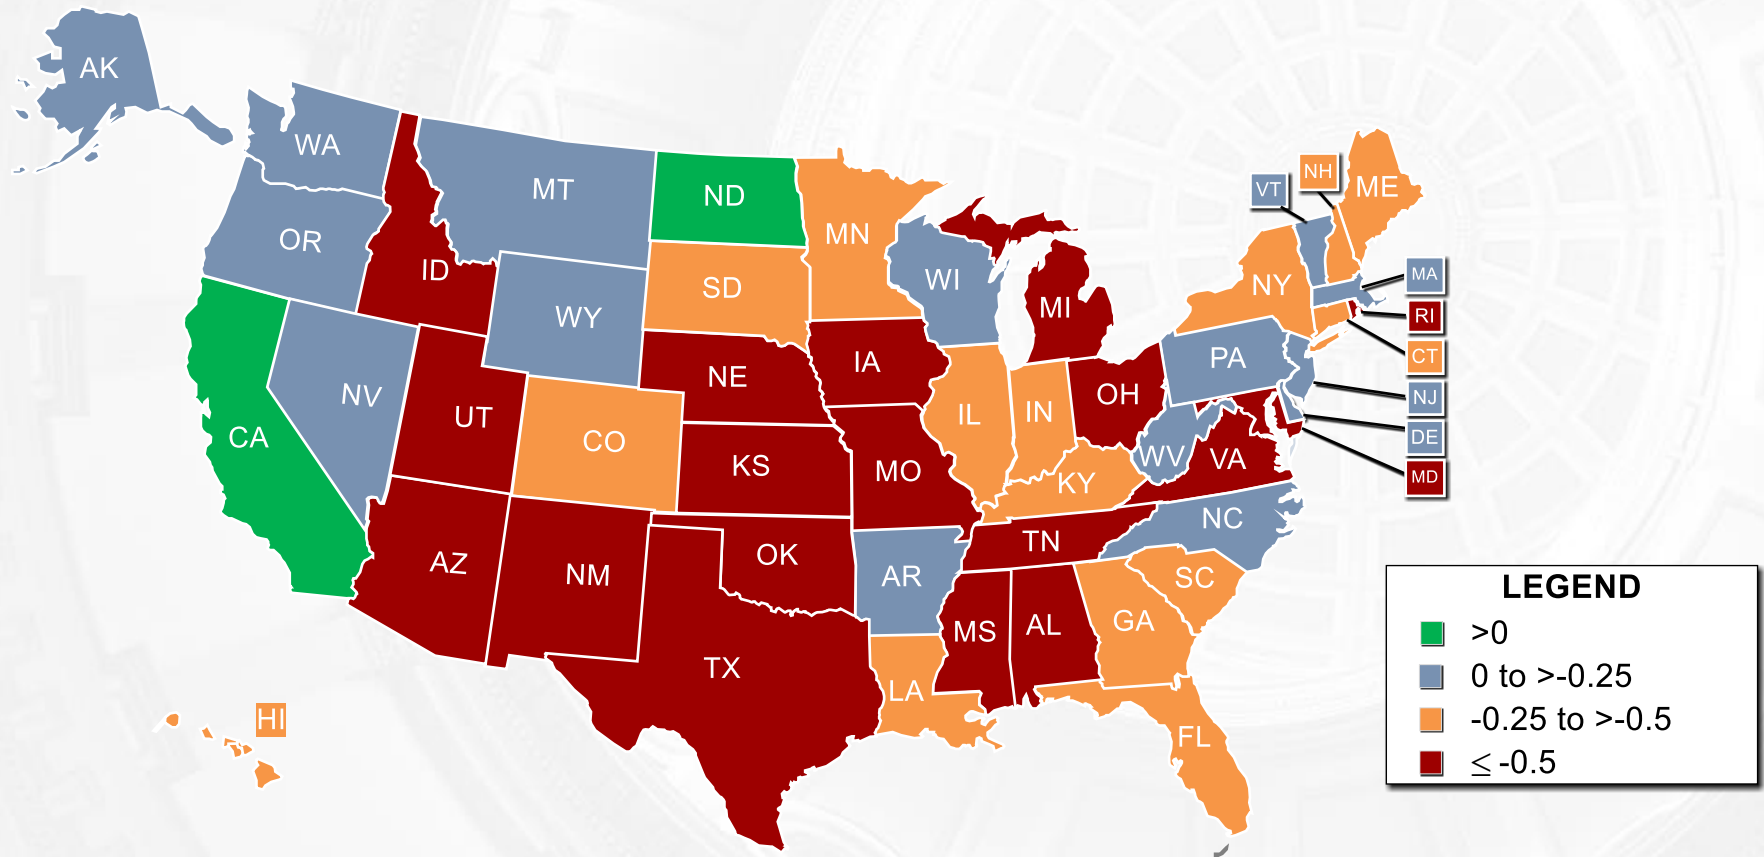 AK
WA
MT
ND
MN
VT
NH
ME
OR
ID
WY
SD
WI
MI
NY
MA
RI
CT
NJ
DE
MD
CA
NV
UT
CO
NE
IA
IL
IN
OH
PA
KS
MO
KY
WV
VA
AZ
NM
OK
AR
TN
NC
SC
TX
LA
MS
AL
GA
FL
HI
LEGEND
>0
0 to >-0.25
-0.25 to >-0.5
≤ -0.5